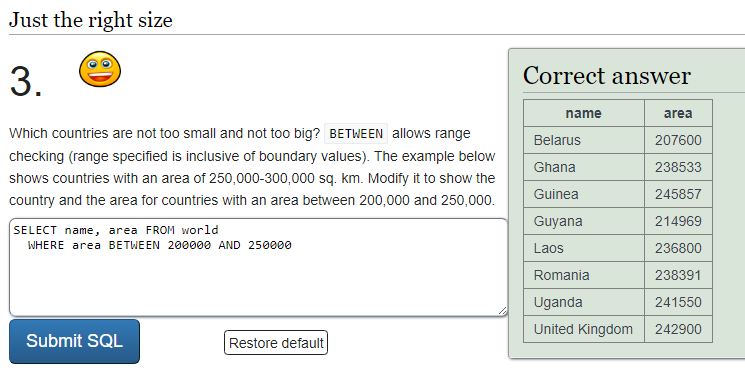 Just the right size
3.
Which countries are not too small and not too big? BETWEEN allows range
checking (range specified is inclusive of boundary values). The example below
shows countries with an area of 250,000-300,000 sq. km. Modify it to show the
country and the area for countries with an area between 200,000 and 250,000.
SELECT name, area FROM world
WHERE area BETWEEN 200000 AND 250000
Submit SQL
Restore default
Correct answer
name area
Belarus 207600
Ghana 238533
Guinea 245857
Guyana 214969
Laos 236800
Romania 238391
Uganda 241550
United Kingdom 242900